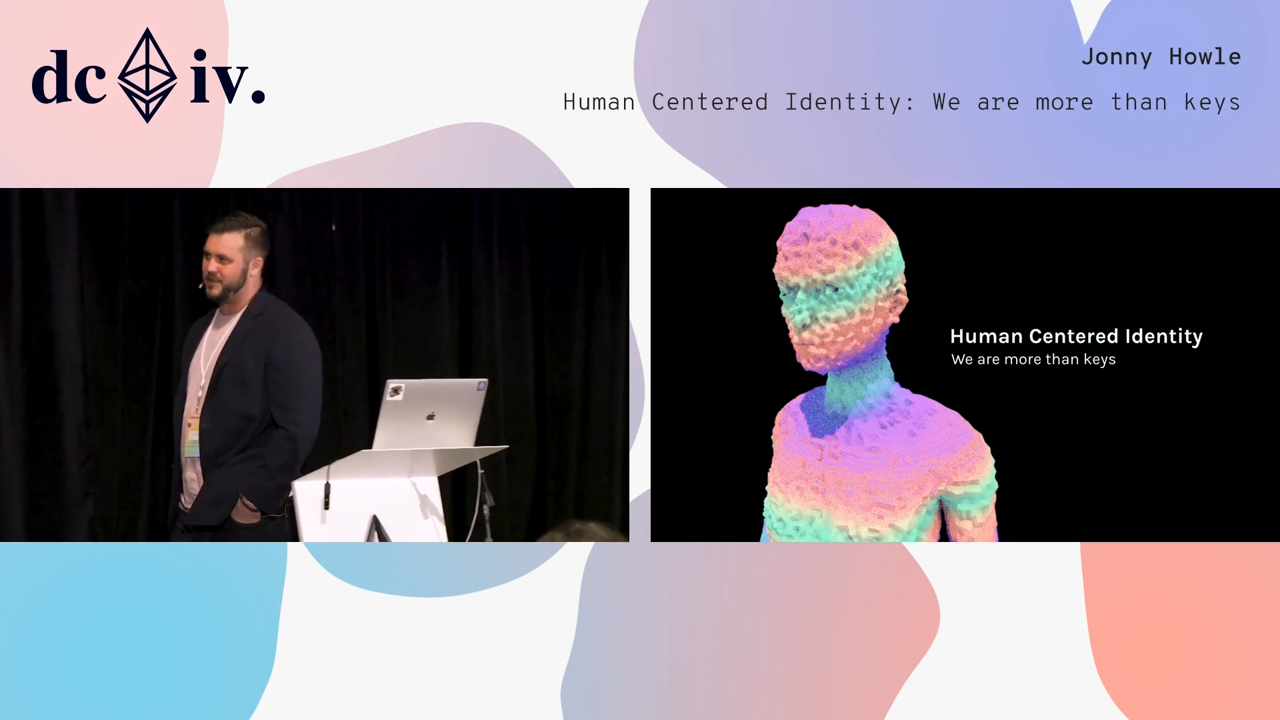 dc iv.
Jonny Howle
Human Centered Identity: We are more than keys
Human Centered Identity
We are more than keys